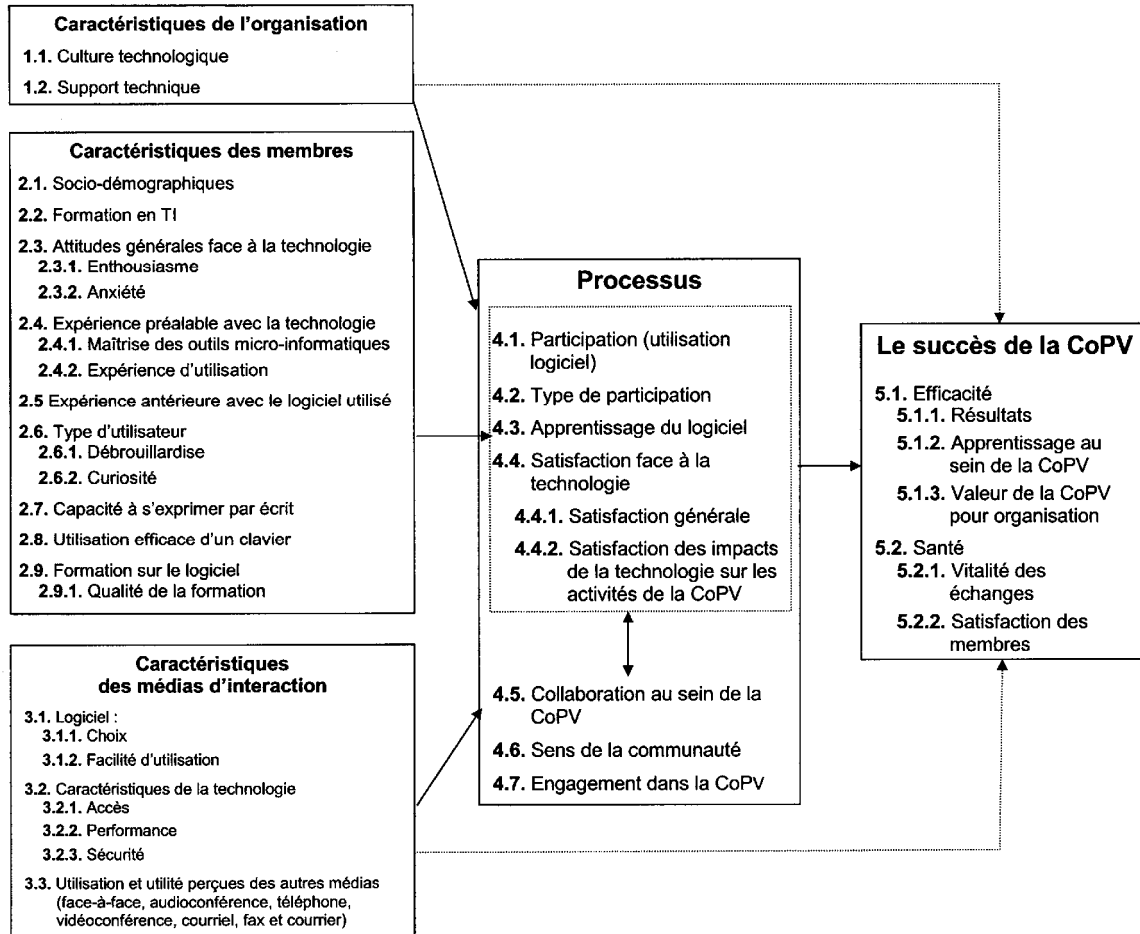 Caractéristiques de l'organisation
1.1. Culture technologique
1.2. Support technique
Caractéristiques des membres
2.1. Socio-démographiques
2.2. Formation en TI
2.3. Attitudes générales face à la technologie
2.3.1. Enthousiasme
2.3.2. Anxiété
2.4. Expérience préalable avec la technologie
2.4.1. Maîtrise des outils micro-informatiques
2.4.2. Expérience d'utilisation
2.5 Expérience antérieure avec le logiciel utilisé
2.6. Type d'utilisateur
2.6.1. Débrouillardise
2.6.2. Curiosité
2.7. Capacité à s'exprimer par écrit
2.8. Utilisation efficace d'un clavier
2.9. Formation sur le logiciel
2.9.1. Qualité de la formation
Caractéristiques
des médias d'interaction
3.1. Logiciel :
3.1.1. Choix
3.1.2. Facilité d'utilisation
3.2. Caractéristiques de la technologie
3.2.1. Accès
3.2.2. Performance
3.2.3. Sécurité
3.3. Utilisation et utilité perçues des autres médias
(face-à-face, audioconférence, téléphone,
vidéoconférence, courriel, fax et courrier)
Processus
4.1. Participation (utilisation
logiciel)
4.2. Type de participation
4.3. Apprentissage du logiciel
4.4. Satisfaction face à la
technologie
4.4.1. Satisfaction générale
4.4.2. Satisfaction des impacts
de la technologie sur les
activités de la CoPV
4.5. Collaboration au sein de la
CoPV
4.6. Sens de la communauté
4.7. Engagement dans la CoPV
Le succès de la CoPV
5.1. Efficacité
5.1.1. Résultats
5.1.2. Apprentissage au
sein de la CoPV
5.1.3. Valeur de la CoPV
pour organisation
5.2. Santé
5.2.1. Vitalité des
échanges
5.2.2. Satisfaction des
membres